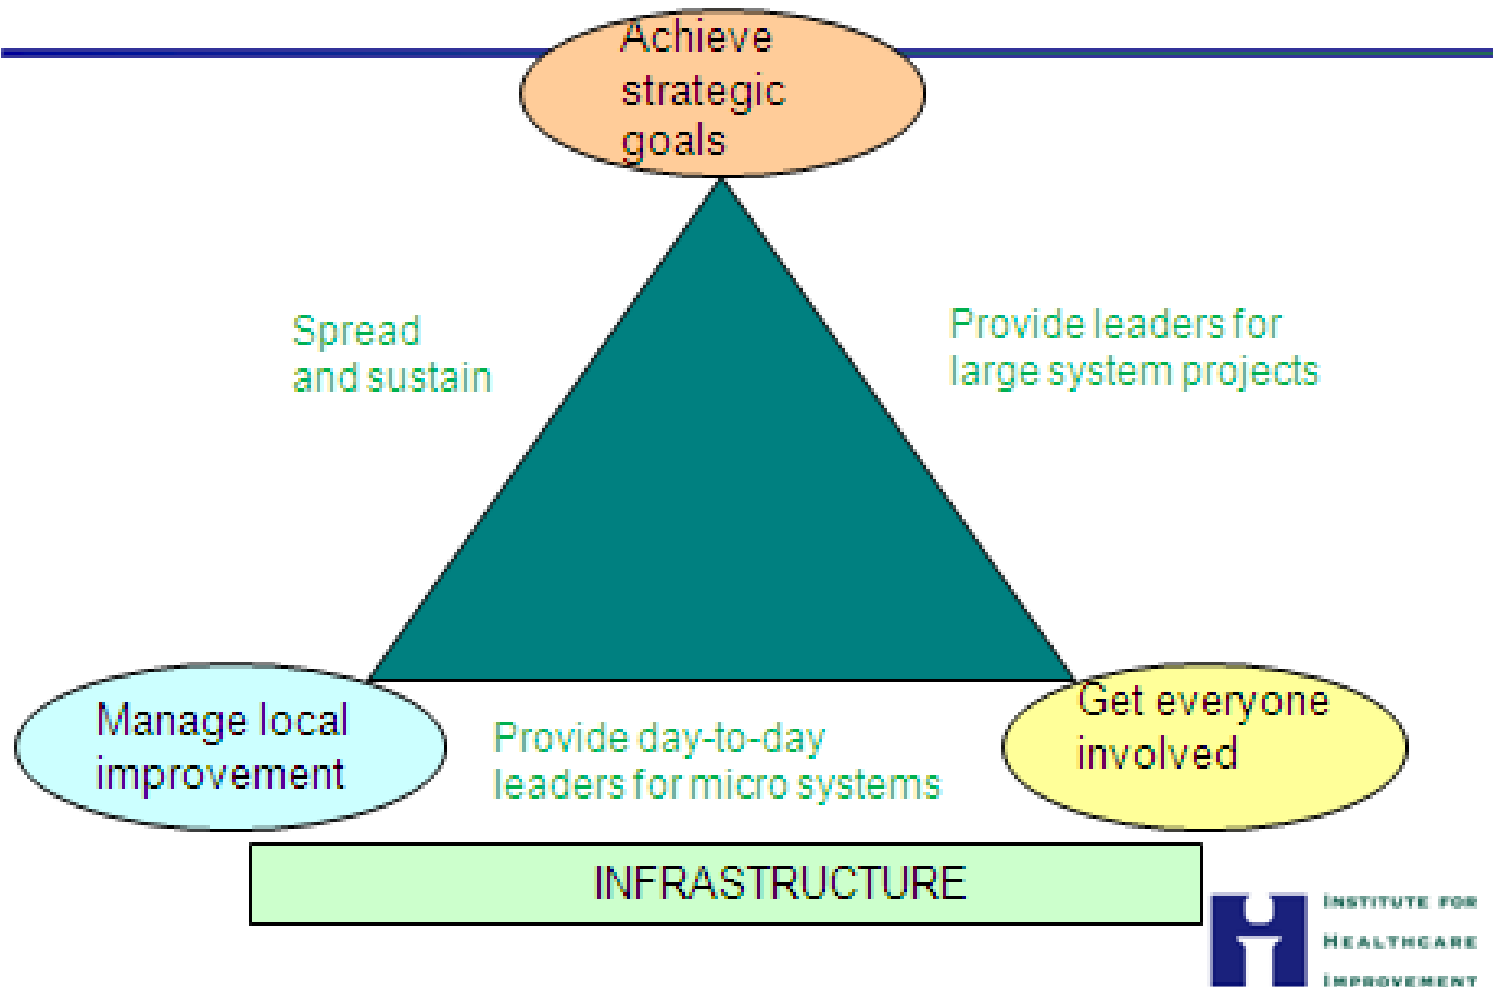 Achieve
strategic
goals
Spread
and sustain
Provide leaders for
large system projects
Manage local
improvement
Provide day-to-day
leaders for micro systems
Get everyone
involved
INFRASTRUCTURE
INSTITUTE FOR
HEALTHCARE
IMPROVEMENT